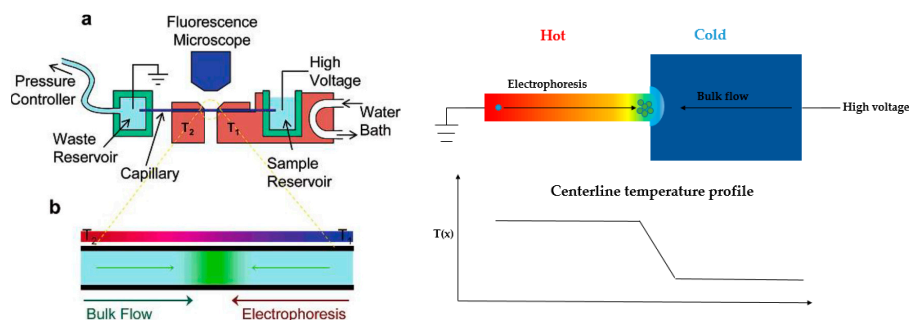 a
Fluorescence
Microscope
High
Voltage
Pressure
Controller
Water
Bath
T2
T1
Waste
Reservoir
Capillary
Sample
Reservoir
b
T2
T1
Bulk Flow
Electrophoresis
Hot
Cold
Electrophoresis
Bulk flow
High voltage
Centerline temperature profile
T(x)